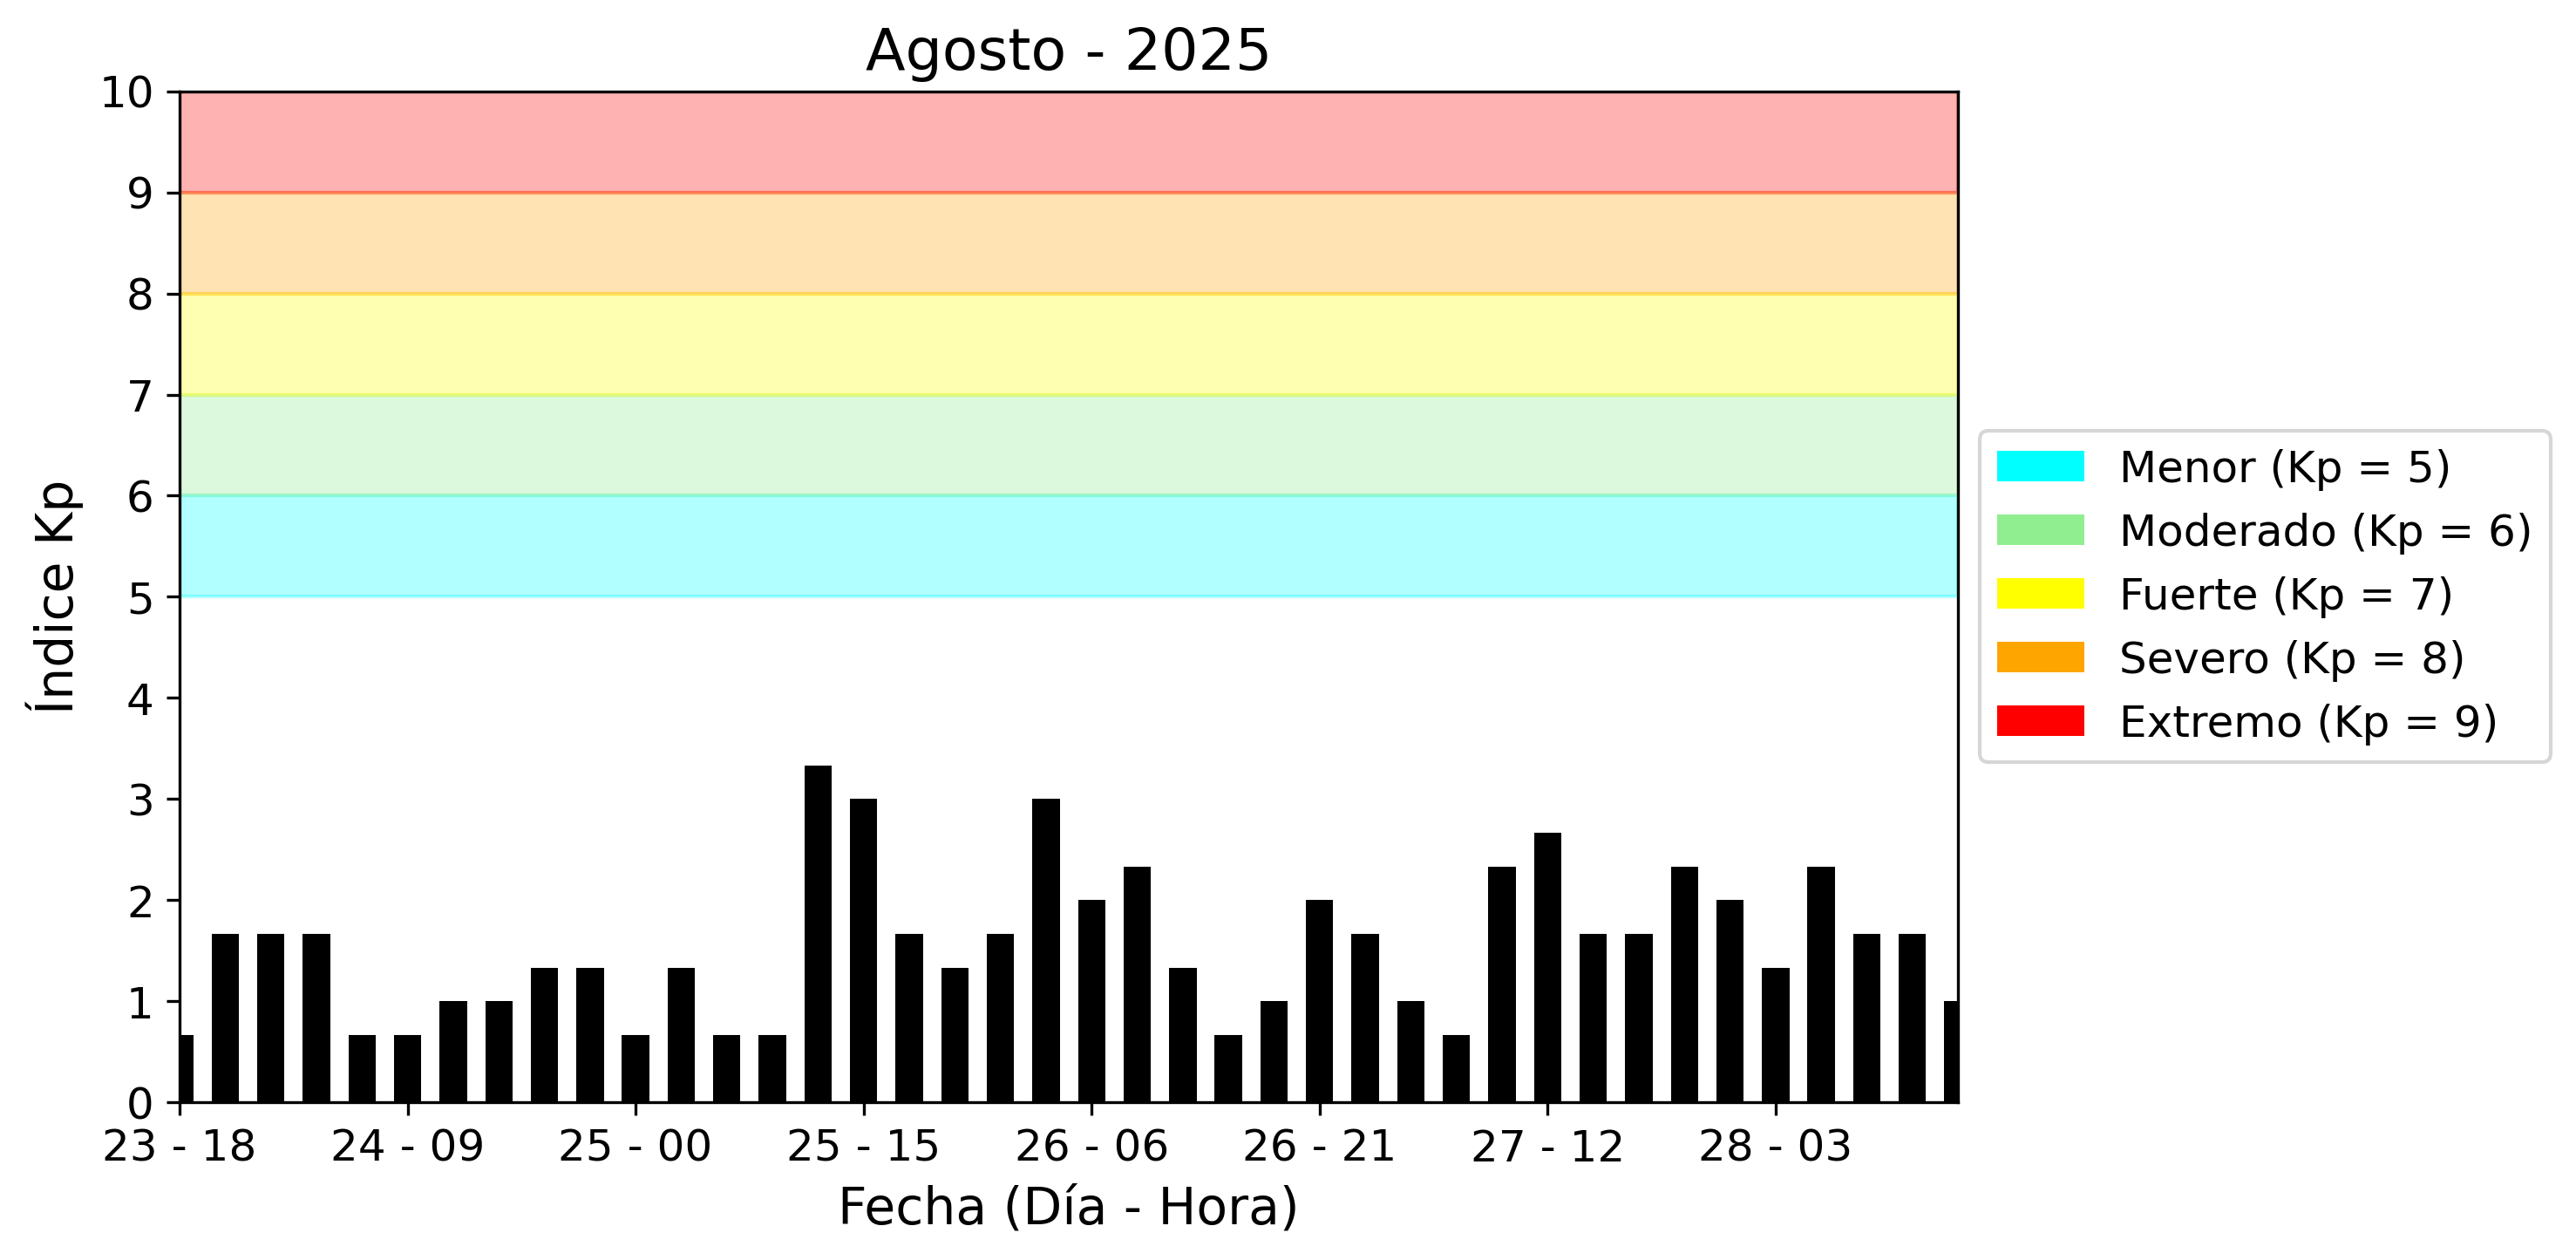 Agosto - 2025
10
9
8
7
6
5
4
3
2
1
0
Índice Kp
23 - 18
24 - 09
25 - 00
25 - 15
26 - 06
26 - 21
27 - 12
28 - 03
Fecha (Día - Hora)
Menor (Kp = 5)
Moderado (Kp = 6)
Fuerte (Kp = 7)
Severo (Kp = 8)
Extremo (Kp = 9)